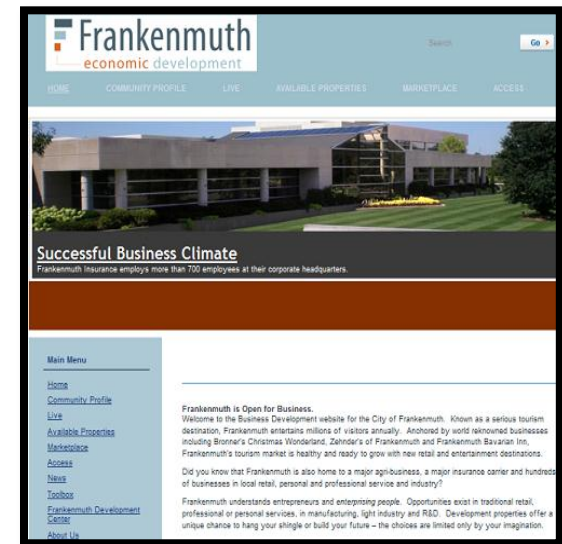 Frankenmuth
economic development
Search
Go
HOME COMMUNITY PROFILE LIVE AVAILABLE PROPERTIES MARKETPLACE ACCESS
Successful Business Climate
Frankenmuth Insurance employs more than 700 employees at their corporate headquarters.
Main Menu
Home
Community Profile
Live
Available Properties
Marketplace
Access
News
Toolbox
Frankenmuth Development
Center
About Us
Frankenmuth is Open for Business.
Welcome to the Business Development website for the City of Frankenmuth. Known as a serious tourism
destination, Frankenmuth entertains millions of visitors annually. Anchored by world reknowned businesses
including Bronner's Christmas Wonderland, Zehnder's of Frankenmuth and Frankenmuth Bavarian Inn,
Frankenmuth's tourism market is healthy and ready to grow with new retail and entertainment destinations.
Did you know that Frankenmuth is also home to a major agri-business, a major insurance carrier and hundreds
of businesses in local retail, personal and professional service and industry?
Frankenmuth understands entrepreneurs and enterprising people. Opportunities exist in traditional retail,
professional or personal services, in manufacturing, light industry and R&D. Development properties offer a
unique chance to hang your shingle or build your future – the choices are limited only by your imagination.